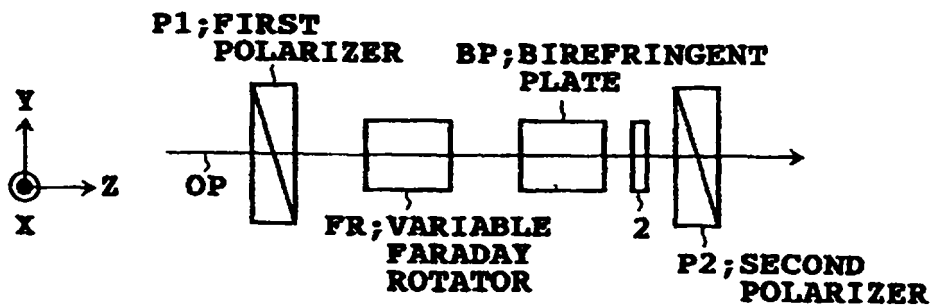 P1;FIRST
POLARIZER
BP;BIREFRINGENT
PLATE
Y
Z
X
OP
FR;VARIABLE
FARADAY
ROTATOR
2
P2;SECOND
POLARIZER